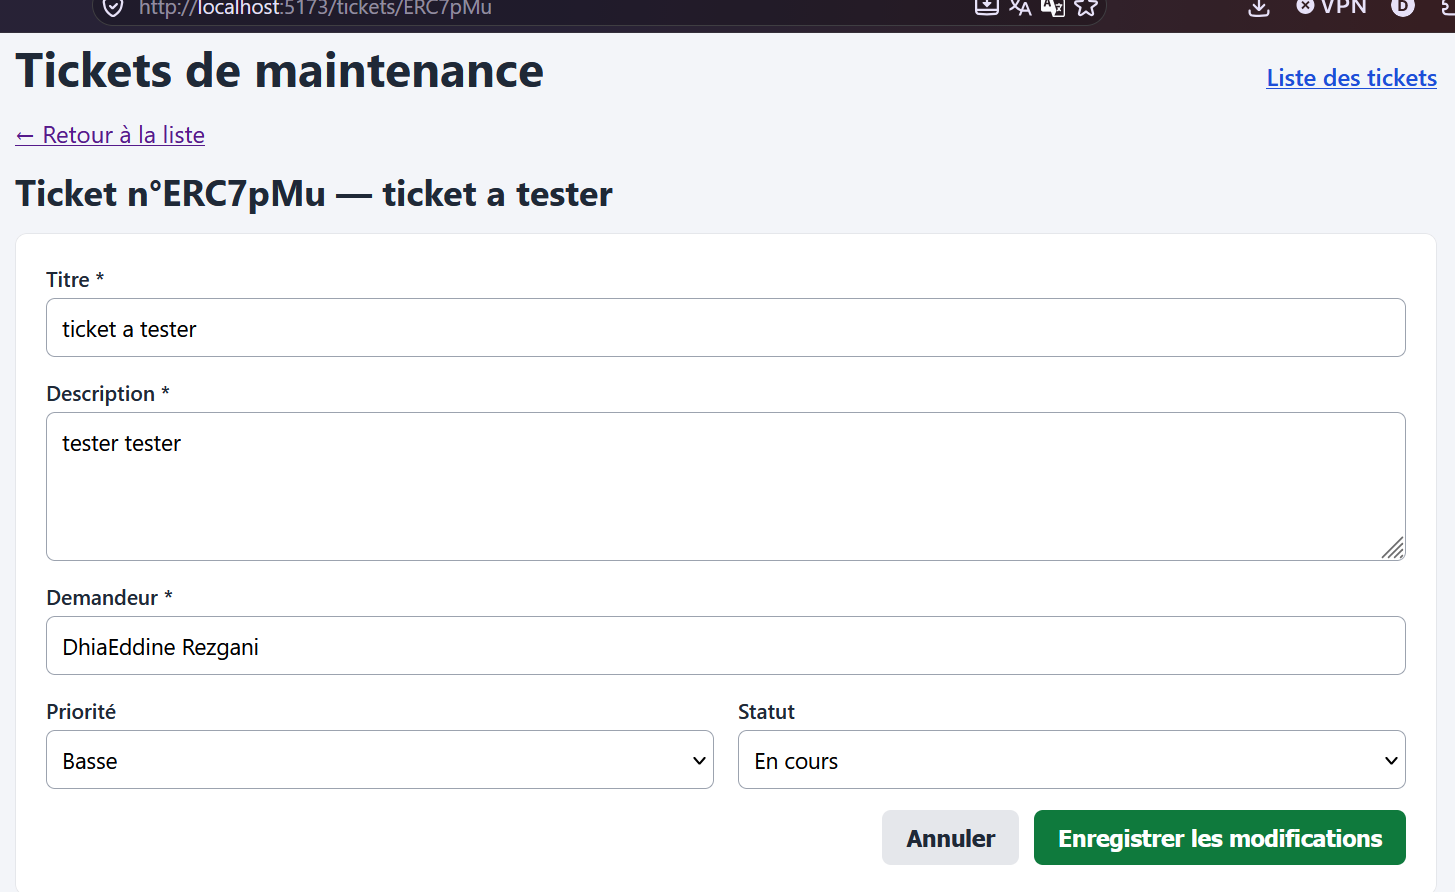 http://localhost:5173/tickets/ERC7pMu
VPN
D
Tickets de maintenance
Liste des tickets
← Retour à la liste
Ticket n°ERC7pMu — ticket a tester
Titre *
ticket a tester
Description *
tester tester
Demandeur *
DhiaEddine Rezgani
Priorité
Statut
Basse
En cours
Annuler
Enregistrer les modifications